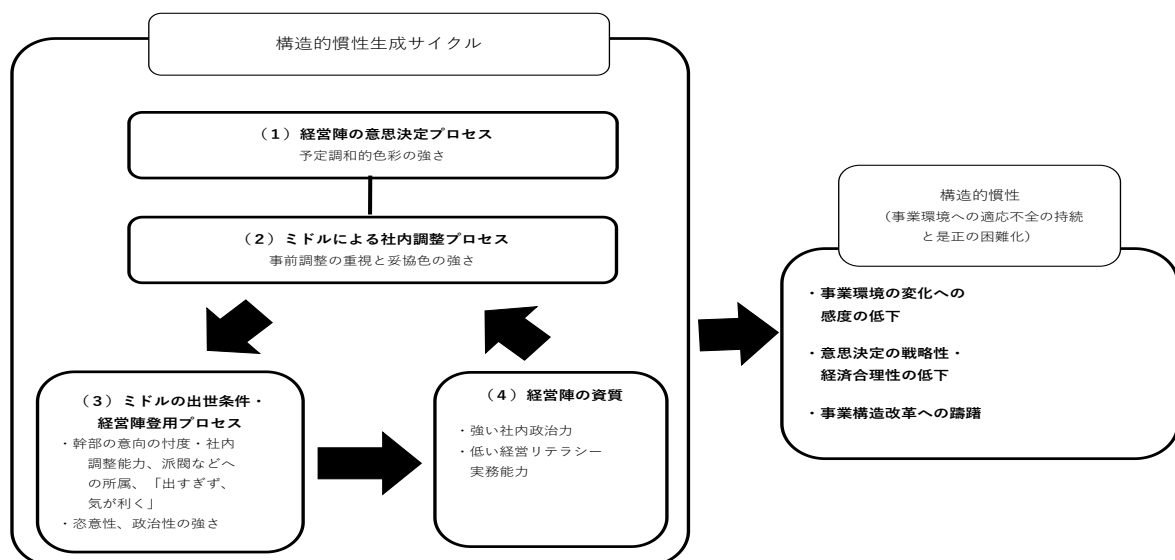 構造的慣性生成サイクル
（1）経営陣の意思決定プロセス
予定調和的色彩の強さ
（2）ミドルによる社内調整プロセス
事前調整の重視と妥協色の強さ
（3）ミドルの出世条件・
経営陣登用プロセス
・幹部の意向の忖度・社内
調整能力、派閥などへ
の所属、「出すぎず、
気が利く」
・恣意性、政治性の強さ
（4）経営陣の資質
・強い社内政治力
・低い経営リテラシー
実務能力
構造的慣性
（事業環境への適応不全の持続
と是正の困難化）
・事業環境の変化への
感度の低下
・意思決定の戦略性・
経済合理性の低下
・事業構造改革への躊躇